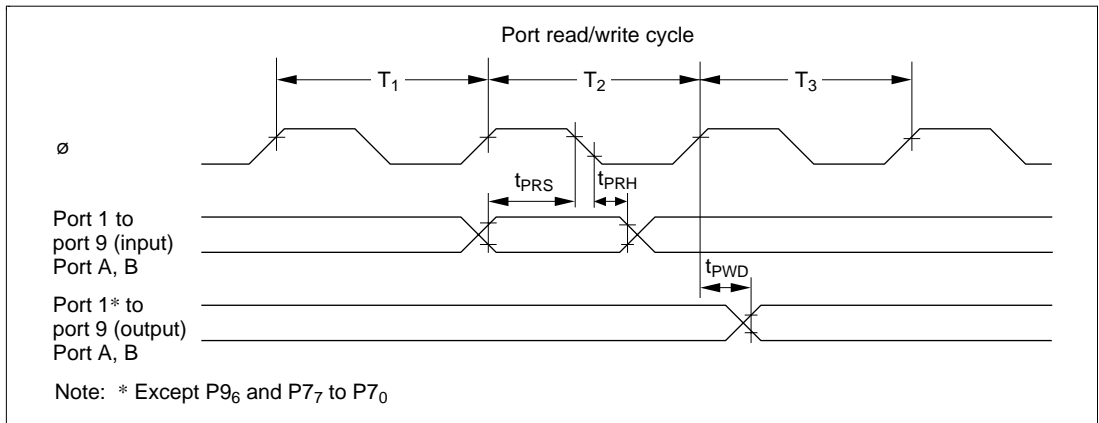 Port read/write cycle
T₁ T₂ T₃
ø
tPRS tPRH
Port 1 to
port 9 (input)
Port A, B
tPWD
Port 1* to
port 9 (output)
Port A, B
Note: * Except P9₆ and P7₇ to P7₀